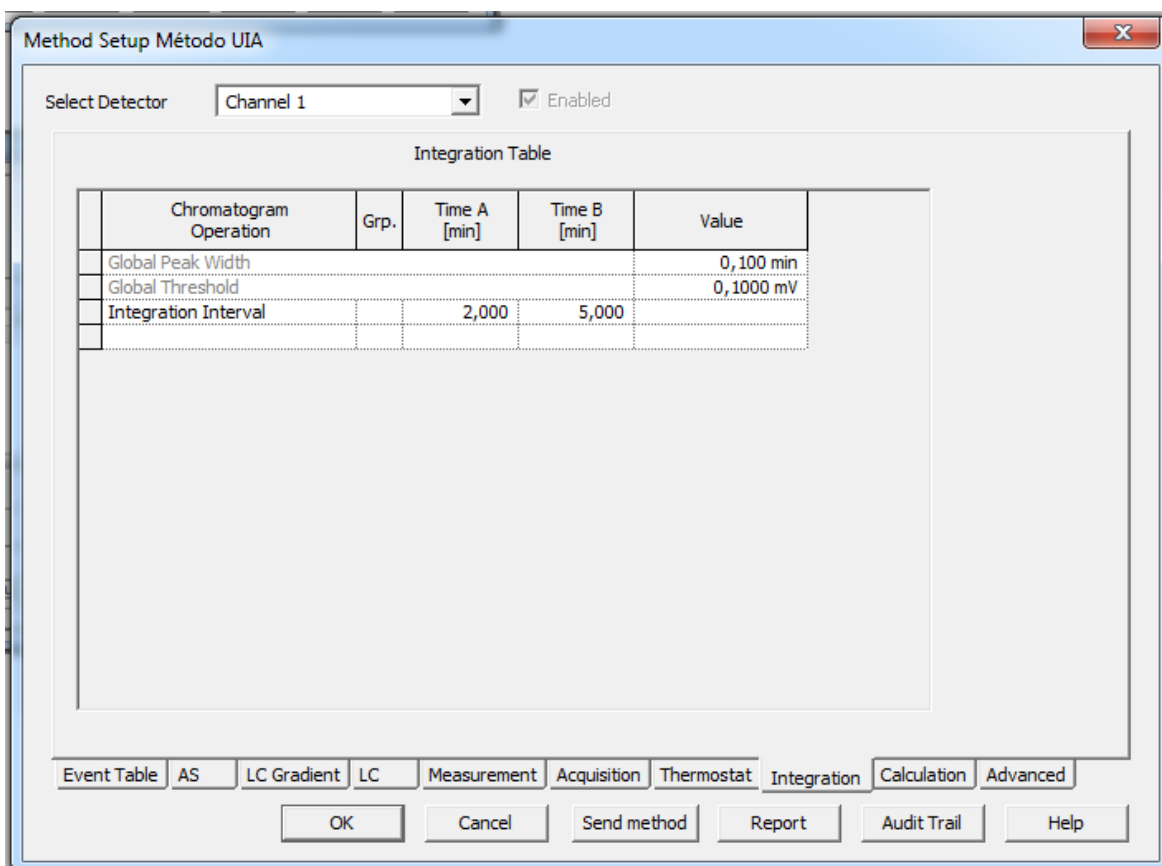 Method Setup Método UIA
x
Select Detector Channel 1 Enabled
Integration Table
Chromatogram Operation Grp. Time A [min] Time B [min] Value
Global Peak Width 0,100 min
Global Threshold 0,1000 mV
Integration Interval 2,000 5,000
Event Table AS LC Gradient LC Measurement Acquisition Thermostat Integration Calculation Advanced
OK Cancel Send method Report Audit Trail Help